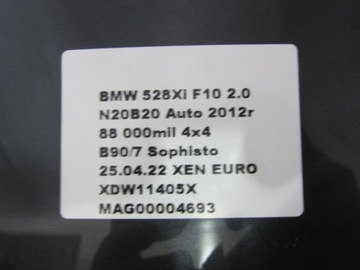 BMW 528Xi F10 2.0
N20B20 Auto 2012r
88 000mil 4x4
B90/7 Sophisto
25.04.22 XEN EURO
XDW11405X
MAG00004693